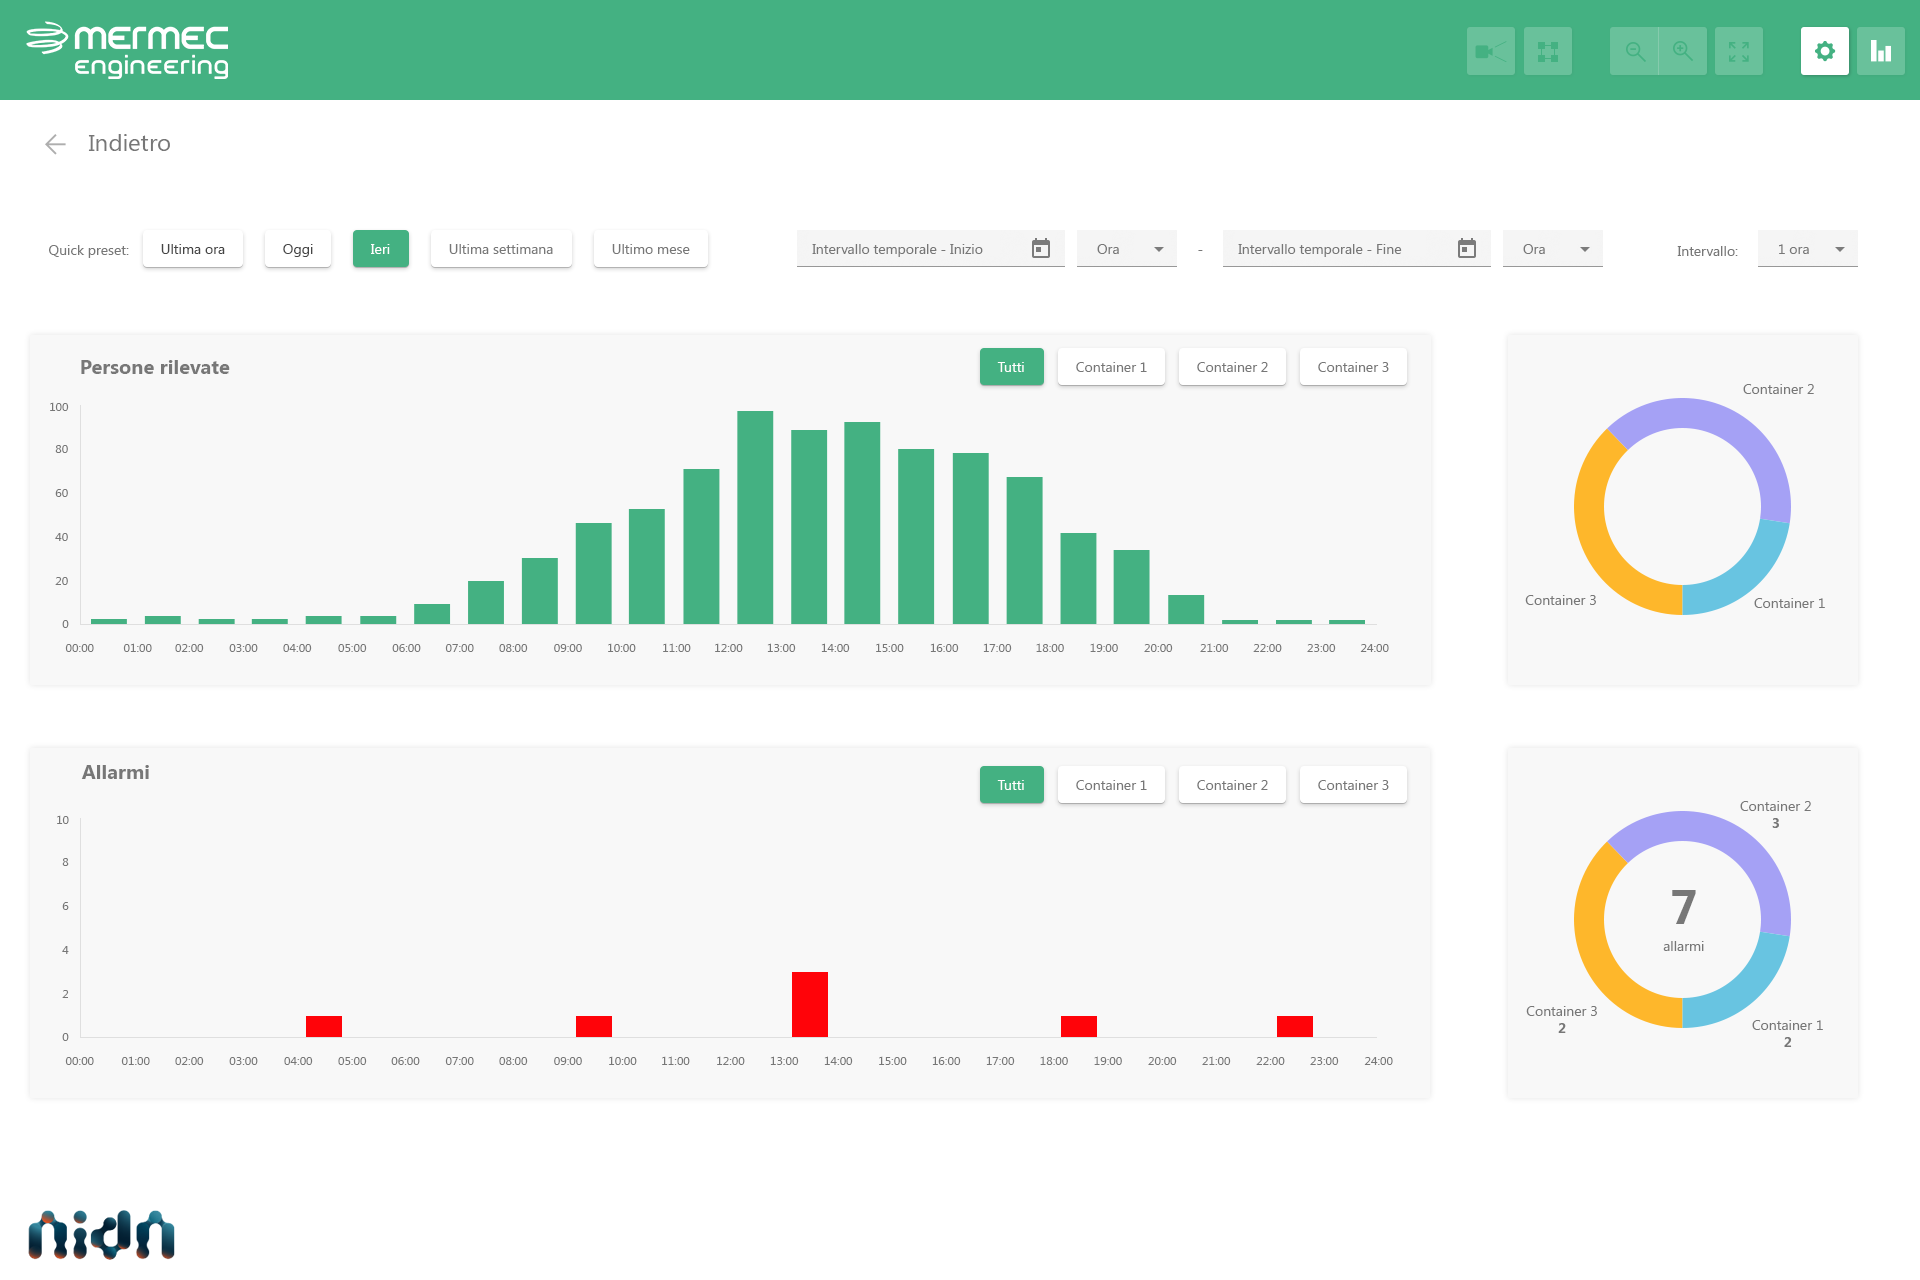 mermec
engineering
Indietro
Quick preset: Ultima ora Oggi Ieri Ultima settimana Ultimo mese Intervallo temporale - Inizio Ora - Intervallo temporale - Fine Ora Intervallo: 1 ora
Persone rilevate
Tutti Container 1 Container 2 Container 3
100
80
60
40
20
0
00:00 01:00 02:00 03:00 04:00 05:00 06:00 07:00 08:00 09:00 10:00 11:00 12:00 13:00 14:00 15:00 16:00 17:00 18:00 19:00 20:00 21:00 22:00 23:00 24:00
Container 2
Container 3
Container 1
Allarmi
Tutti Container 1 Container 2 Container 3
10
8
6
4
2
0
00:00 01:00 02:00 03:00 04:00 05:00 06:00 07:00 08:00 09:00 10:00 11:00 12:00 13:00 14:00 15:00 16:00 17:00 18:00 19:00 20:00 21:00 22:00 23:00 24:00
Container 2
3
7
allarmi
Container 3
2
Container 1
2
nidn